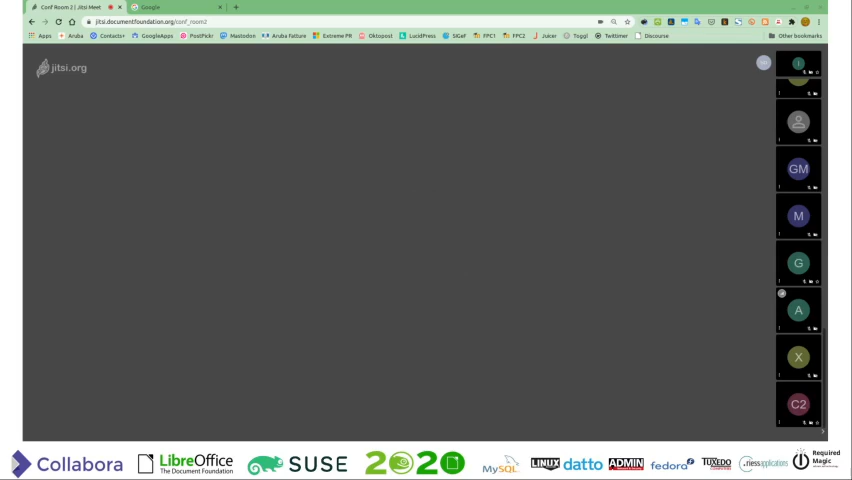 Conf Room 2 | Jitsi Meet
Google
jitsi.documentfoundation.org/conf_room2
Apps Aruba Contacts+ GoogleApps PostPickr Mastodon Aruba Fatture Extreme PR Oktopost LucidPress SIGeF FPC1 FPC2 Juicer Toggl Twittimer Discourse Other bookmarks
jitsi.org
I
GM
M
G
A
X
C2
Collabora
LibreOffice
The Document Foundation
SUSE
2020
MySQL
LINUX
datto
ADMIN
fedora
TUXEDO
riessapplications
Required
Magic